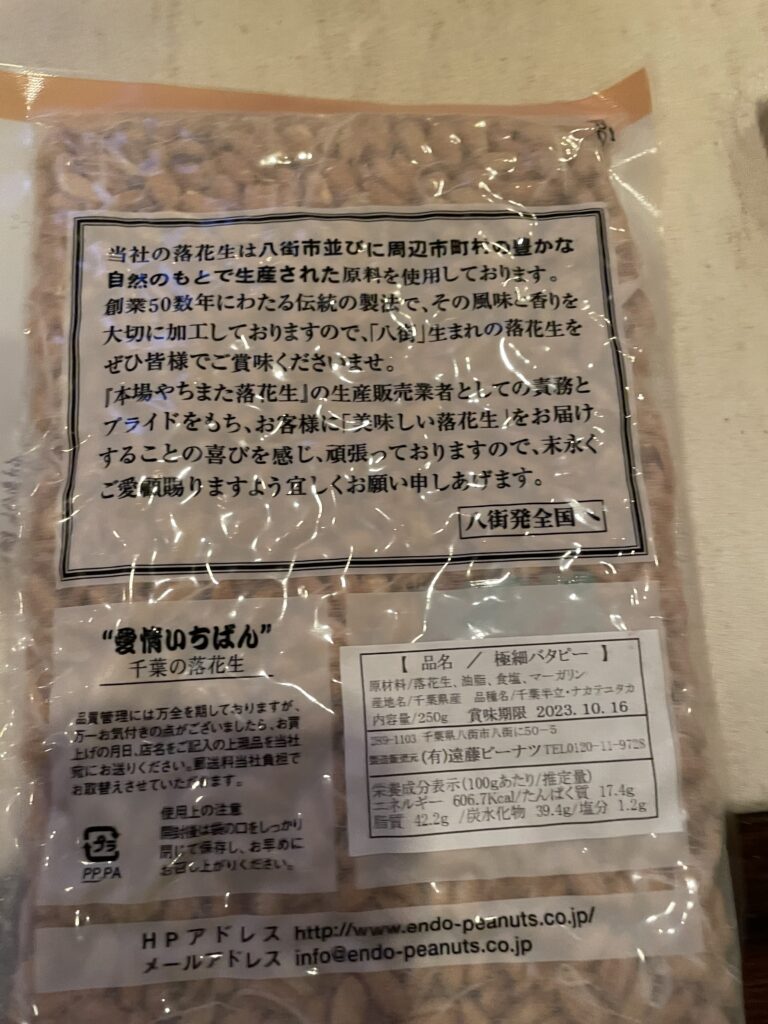 当社の落花生は八街市並びに周辺市町村の豊かな
自然のもとで生産された原料を使用しております。
創業50数年にわたる伝統の製法で、その風味と香りを
大切に加工しておりますので、「八街」生まれの落花生を
ぜひ皆様でご賞味くださいませ。
『本場やちまた落花生』の生産販売業者としての責務と
プライドをもち、お客様に「美味しい落花生」をお届け
することの喜びを感じ、頑張っておりますので、末永く
ご愛顧賜りますよう宜しくお願い申しあげます。
八街発全国へ
“愛情いちばん”
千葉の落花生
品質管理には万全を期しておりますが、
万一お気付きの点がございましたら、お買
上げの月日、店名をご記入の上現品を当社
宛にお送りください。郵送料当社負担で
お取替えさせていただきます。
使用上の注意
開封後は袋の口をしっかり
閉じて保存し、お早めに
お召し上がりください。
プラ
PP,PA
【 品名 / 極細バタピー 】
原材料/落花生、油脂、食塩、マーガリン
産地名/千葉県産 品種名/千葉半立・ナカテユタカ
内容量/250g 賞味期限 2023.10.16
289-1103 千葉県八街市八街に50-5
製造販売元 (有)遠藤ピーナツ TEL0120-11-9728
栄養成分表示(100gあたり/推定量)
エネルギー 606.7Kcal/たんぱく質 17.4g
脂質 42.2g /炭水化物 39.4g/塩分 1.2g
HPアドレス http://www.endo-peanuts.co.jp/
メールアドレス info@endo-peanuts.co.jp